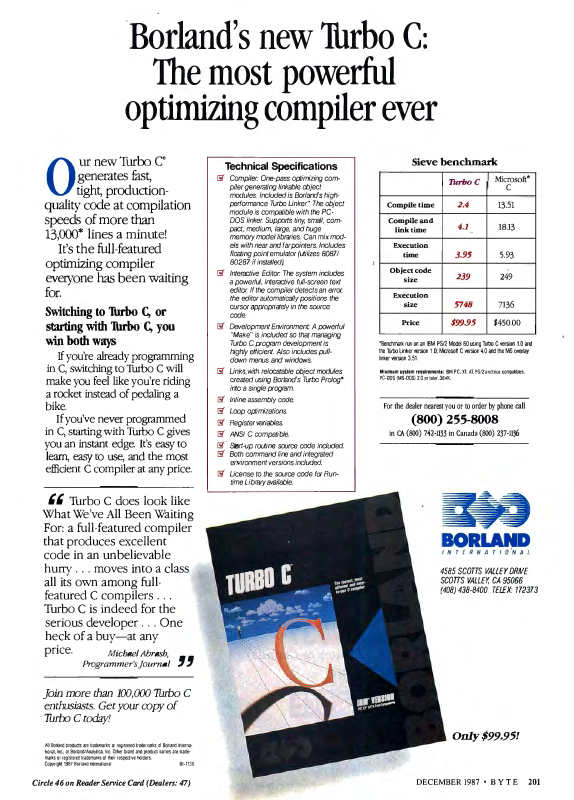 Borland's new Turbo C:
The most powerful
optimizing compiler ever
Our new Turbo C®
generates fast,
tight, production-
quality code at compilation
speeds of more than
13,000* lines a minute!
It's the full-featured
optimizing compiler
everyone has been waiting
for.
Switching to Turbo C, or
starting with Turbo C, you
win both ways
If you're already programming
in C, switching to Turbo C will
make you feel like you're riding
a rocket instead of pedaling a
bike.
If you've never programmed
in C, starting with Turbo C gives
you an instant edge. It's easy to
learn, easy to use, and the most
efficient C compiler at any price.
“ Turbo C does look like
What We've All Been Waiting
For: a full-featured compiler
that produces excellent
code in an unbelievable
hurry . . . moves into a class
all its own among full-
featured C compilers . . .
Turbo C is indeed for the
serious developer . . . One
heck of a buy—at any
price.
Michael Abrash,
Programmer's Journal ”
Join more than 100,000 Turbo C
enthusiasts. Get your copy of
Turbo C today!
All Borland products are trademarks or registered trademarks of Borland Interna-
tional, Inc., or Borland/Analytica, Inc. Other brand and product names are trade-
marks or registered trademarks of their respective holders.
Copyright 1987 Borland International
Technical Specifications
Compiler: One-pass optimizing com-
piler generating linkable object
modules. Included is Borland's high-
performance Turbo Linker.™ The object
module is compatible with the PC-
DOS linker. Supports tiny, small, com-
pact, medium, large, and huge
memory model libraries. Can mix mod-
els with near and far pointers. Includes
floating point emulator (utilizes 8087/
80287 if installed)
Interactive Editor: The system includes
a powerful, interactive full-screen text
editor. If the compiler detects an error,
the editor automatically positions the
cursor appropriately in the source
code.
Development Environment: A powerful
"Make" is included so that managing
Turbo C program development is
highly efficient. Also includes pull-
down menus and windows.
Links with relocatable object modules
created using Borland's Turbo Prolog®
into a single program.
Inline assembly code.
Loop optimizations.
Register variables.
ANSI C compatible.
Start-up routine source code included.
Both command line and integrated
environment versions included.
License to the source code for Run-
time Library available.
Sieve benchmark
Turbo C Microsoft® C
Compile time 2.4 13.51
Compile and link time 4.1 18.13
Execution time 3.95 5.93
Object code size 239 249
Execution size 5748 7136
Price $99.95 $450.00
*Benchmark run on an IBM PS/2 Model 60 using Turbo C version 1.0 and
the Turbo Linker version 1.0; Microsoft C version 4.0 and the MS overlay
linker version 3.51
Minimum system requirements: IBM PC, XT, AT, PS/2 and true compatibles.
PC-DOS (MS-DOS) 2.0 or later. 384K.
For the dealer nearest you or to order by phone call
(800) 255-8008
in CA (800) 742-1133 in Canada (800) 237-1136
BORLAND
INTERNATIONAL
4585 SCOTTS VALLEY DRIVE
SCOTTS VALLEY, CA 95066
(408) 438-8400 TELEX: 172373
TURBO C
The fastest, most
efficient and easy-
to-use C compiler
C
IBM VERSION
BORLAND
Only $99.95!
Circle 46 on Reader Service Card (Dealers: 47)
DECEMBER 1987 • BYTE 201